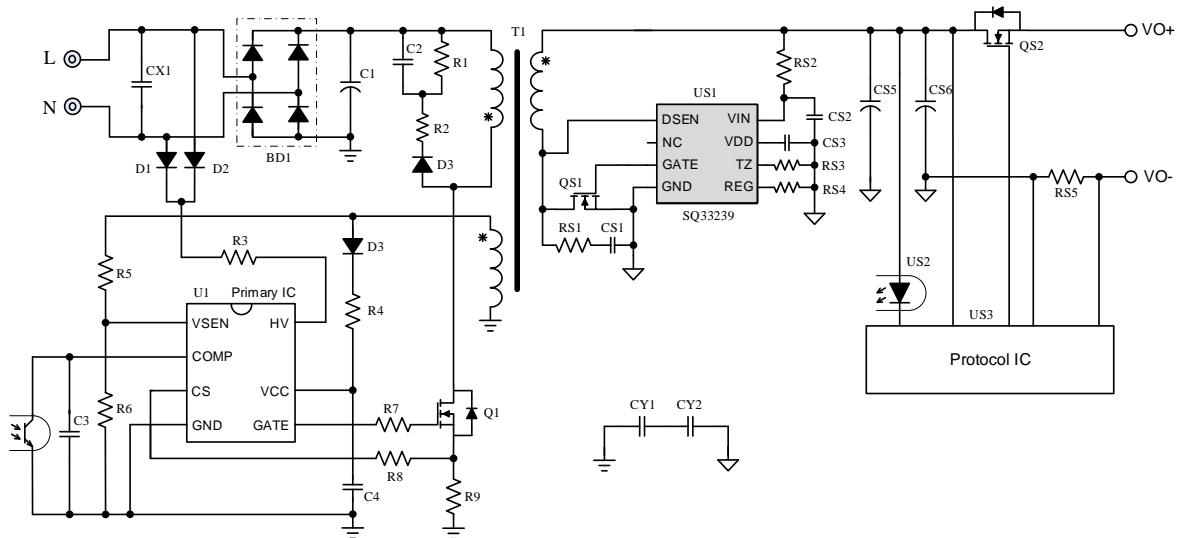 T1
VO+
QS2
L
N
CX1
C1
C2
R1
R2
D3
D1
D2
BD1
RS2
US1
DSEN
VIN
NC
VDD
GATE
TZ
GND
REG
SQ33239
CS2
CS3
RS3
RS4
CS5
CS6
QS1
RS1
CS1
RS5
VO-
R3
D3
R5
R4
U1
Primary IC
VSEN
HV
COMP
CS
VCC
GND
GATE
US2
US3
Protocol IC
C3
R6
R7
Q1
R8
C4
R9
CY1
CY2